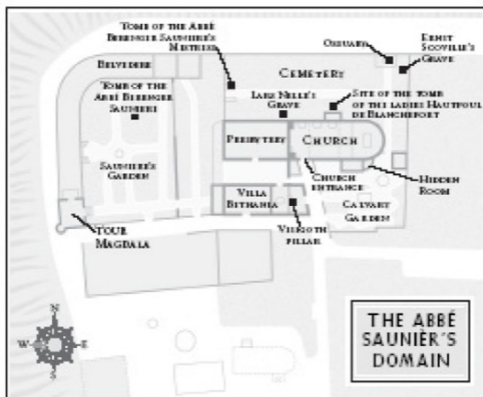 TOMB OF THE ABBÉ
BERENGER SAUNIÈRE'S
MISTRESS
BELVEDERE
TOMB OF THE
ABBÉ BERENGER
SAUNIÈRE
OSSUARY
ERNST
SCOVILLE'S
GRAVE
CEMETERY
LARS NELLE'S
GRAVE
SITE OF THE TOMB
OF THE LADIES HAUTPOUL
DE BLANCHEFORT
PRESBYTERY
CHURCH
SAUNIÈRE'S
GARDEN
CHURCH
ENTRANCE
HIDDEN
ROOM
VILLA
BETHANIA
CALVARY
GARDEN
TOUR
MAGDALA
VISIGOTH
PILLAR
N
W
E
S
THE ABBÉ
SAUNIÈR'S
DOMAIN